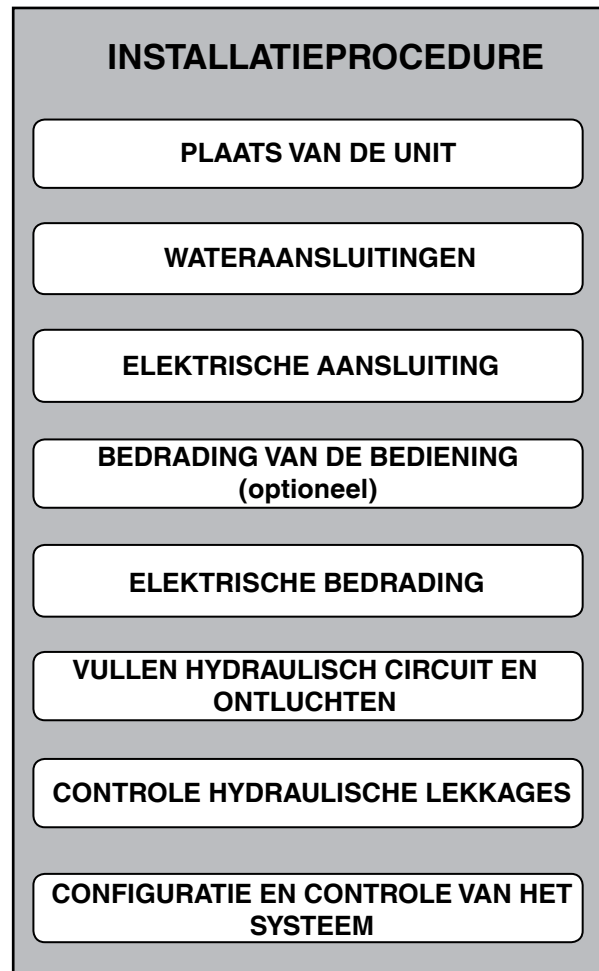 INSTALLATIEPROCEDURE
PLAATS VAN DE UNIT
WATERAANSLUITINGEN
ELEKTRISCHE AANSLUITING
BEDRADING VAN DE BEDIENING
(optioneel)
ELEKTRISCHE BEDRADING
VULLEN HYDRAULISCH CIRCUIT EN
ONTLUCHTEN
CONTROLE HYDRAULISCHE LEKKAGES
CONFIGURATIE EN CONTROLE VAN HET
SYSTEEM